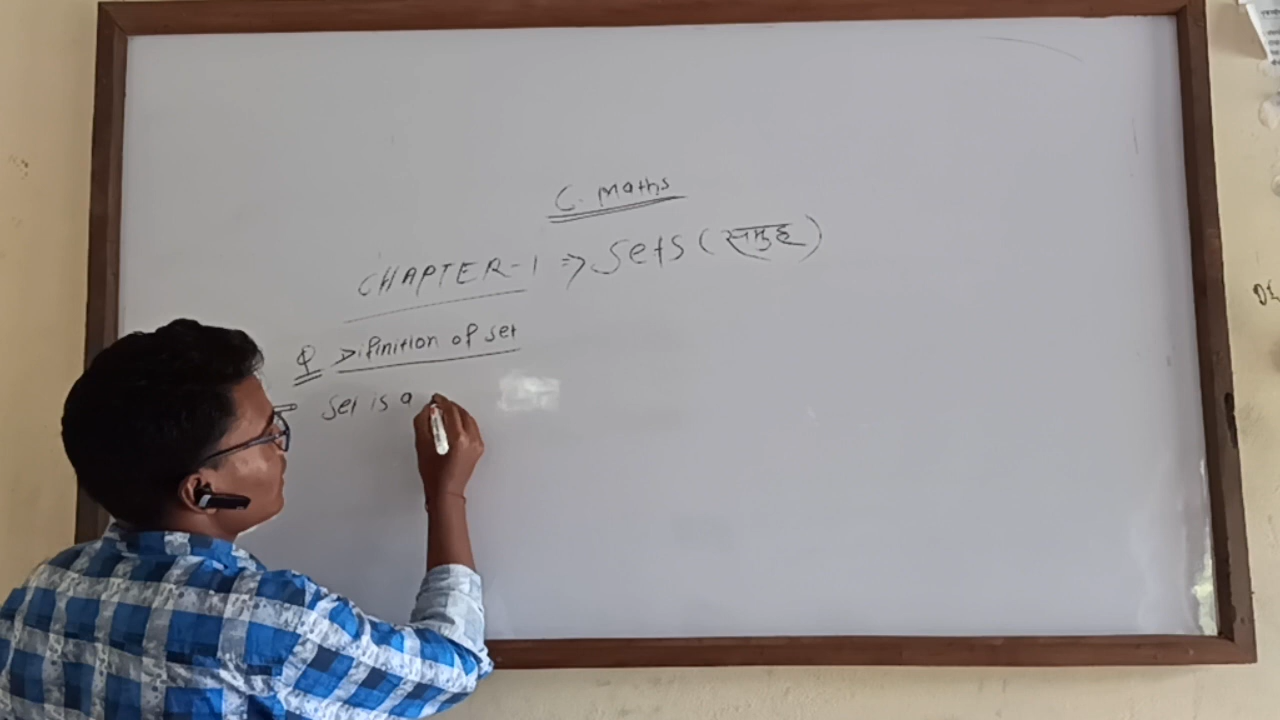 C. Maths
CHAPTER-1 ⇒ Sets (समुह)
Q Difinition of set
⇒ Set is a